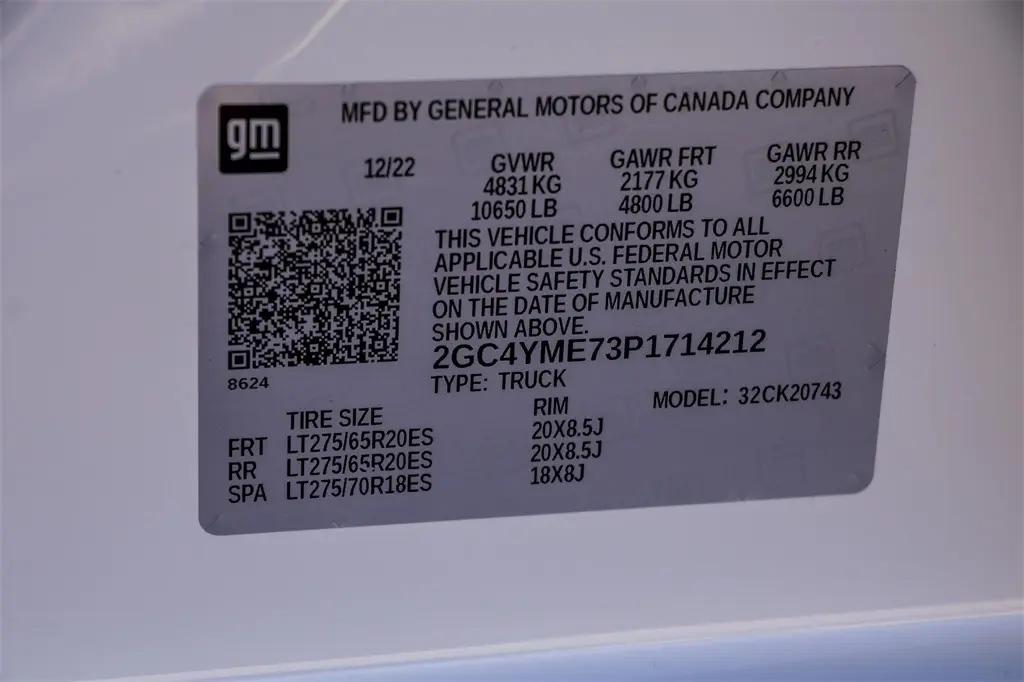 gm
MFD BY GENERAL MOTORS OF CANADA COMPANY
12/22 GVWR GAWR FRT GAWR RR
4831 KG 2177 KG 2994 KG
10650 LB 4800 LB 6600 LB
THIS VEHICLE CONFORMS TO ALL
APPLICABLE U.S. FEDERAL MOTOR
VEHICLE SAFETY STANDARDS IN EFFECT
ON THE DATE OF MANUFACTURE
SHOWN ABOVE.
2GC4YME73P1714212
8624
TYPE: TRUCK MODEL: 32CK20743
TIRE SIZE RIM
FRT LT275/65R20ES 20X8.5J
RR LT275/65R20ES 20X8.5J
SPA LT275/70R18ES 18X8J